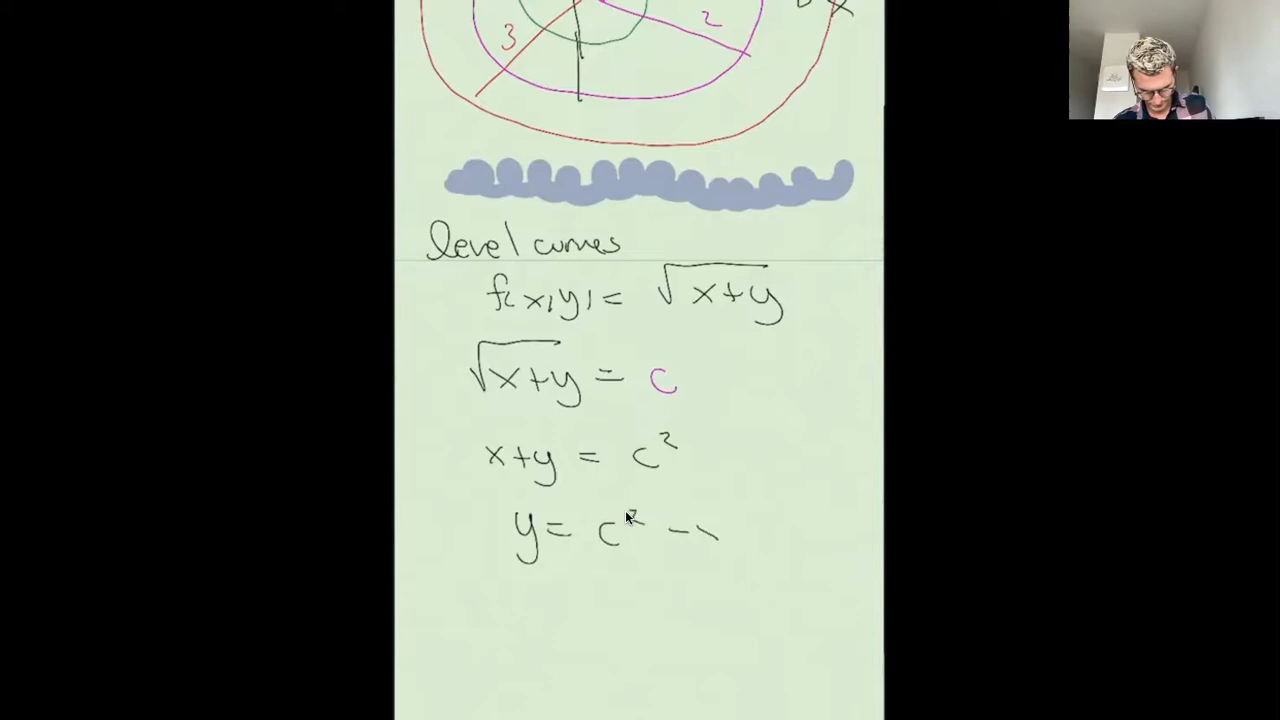 3 2 x
level curves
f(x,y) = √x+y
√x+y = c
x+y = c²
y = c² -